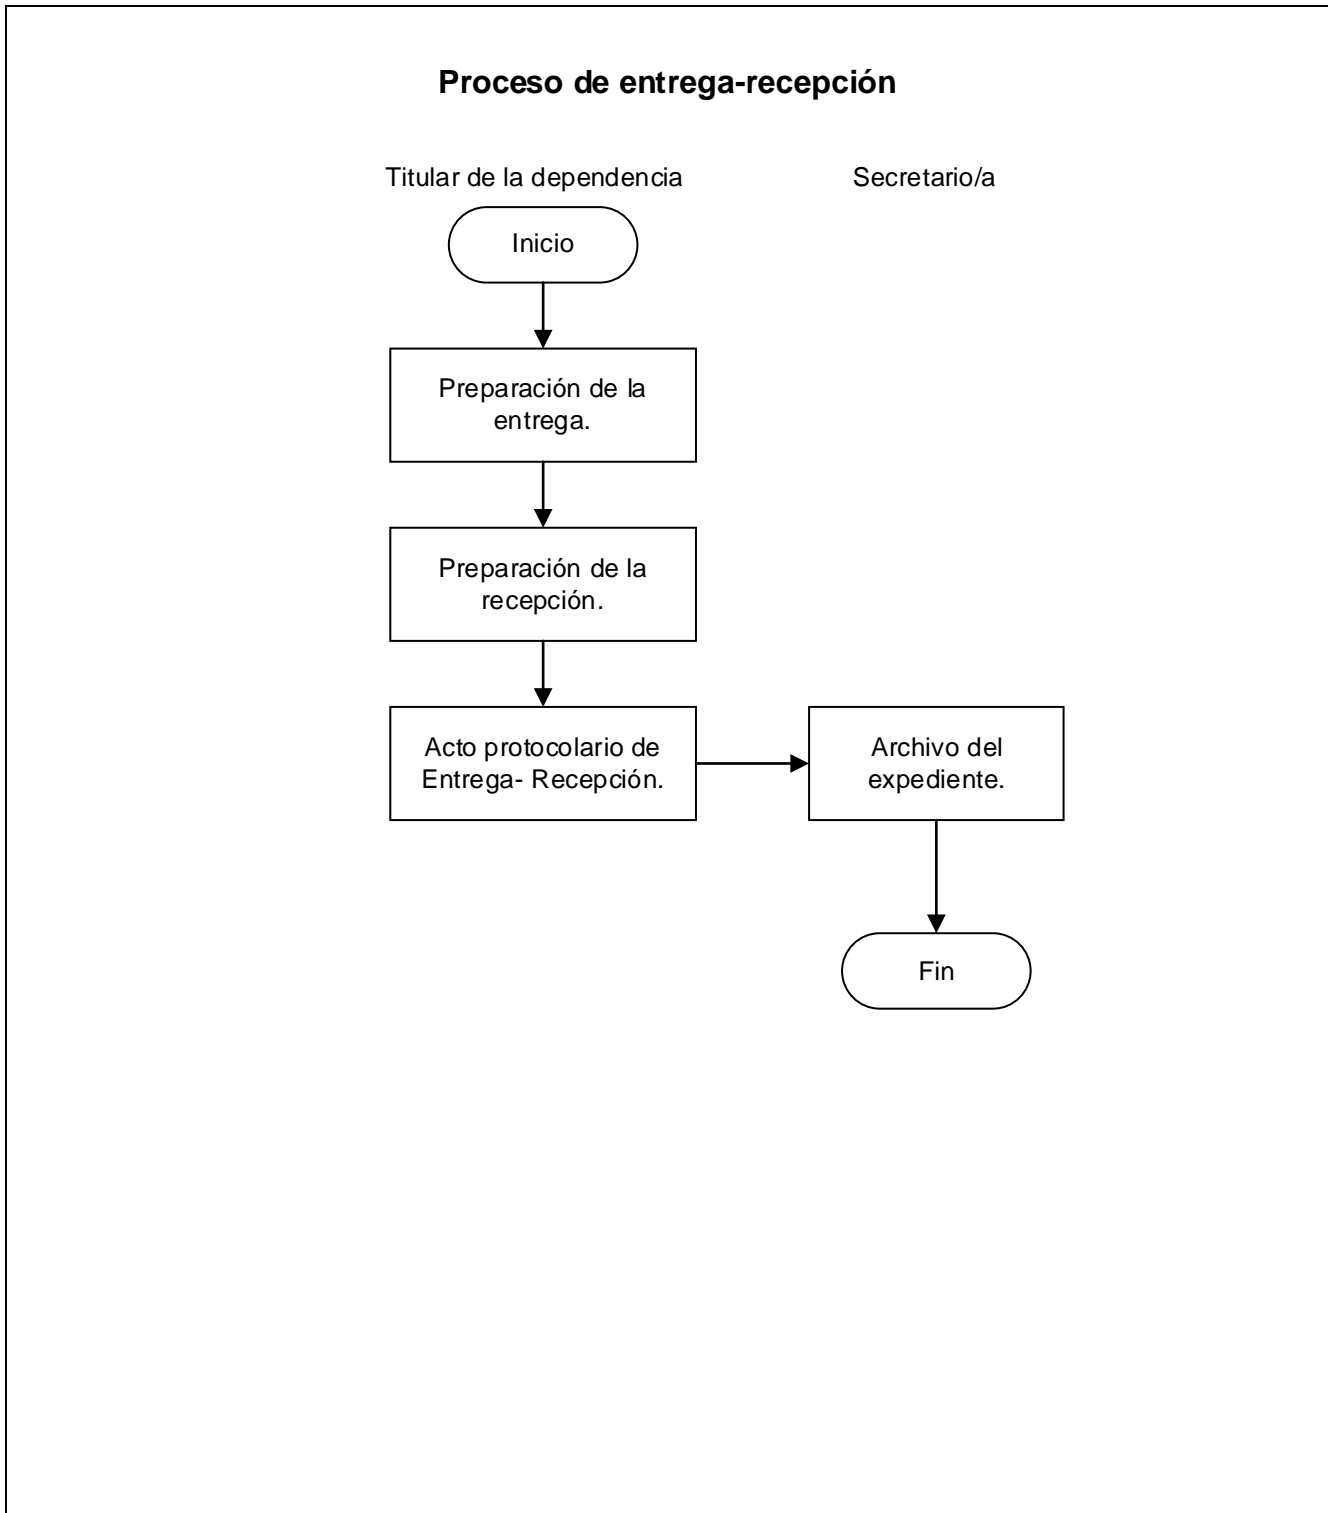 Proceso de entrega-recepción
Titular de la dependencia
Secretario/a
Inicio
Preparación de la
entrega.
Preparación de la
recepción.
Acto protocolario de
Entrega- Recepción.
Archivo del
expediente.
Fin